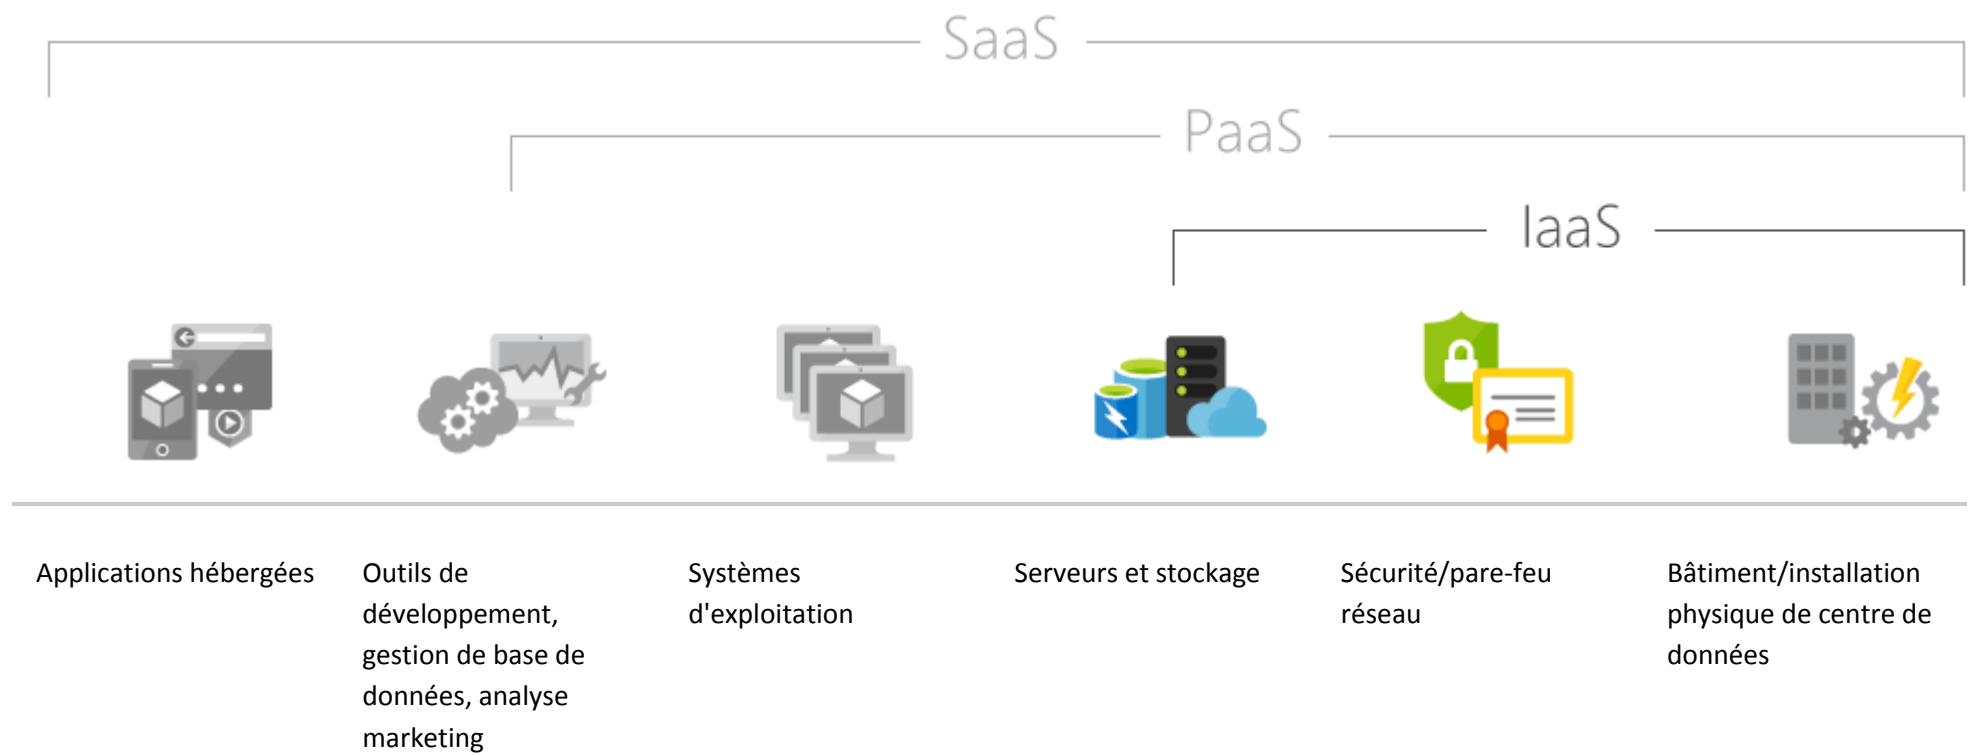 SaaS
PaaS
IaaS
Applications hébergées
Outils de
développement,
gestion de base de
données, analyse
marketing
Systèmes
d'exploitation
Serveurs et stockage
Sécurité/pare-feu
réseau
Bâtiment/installation
physique de centre de
données